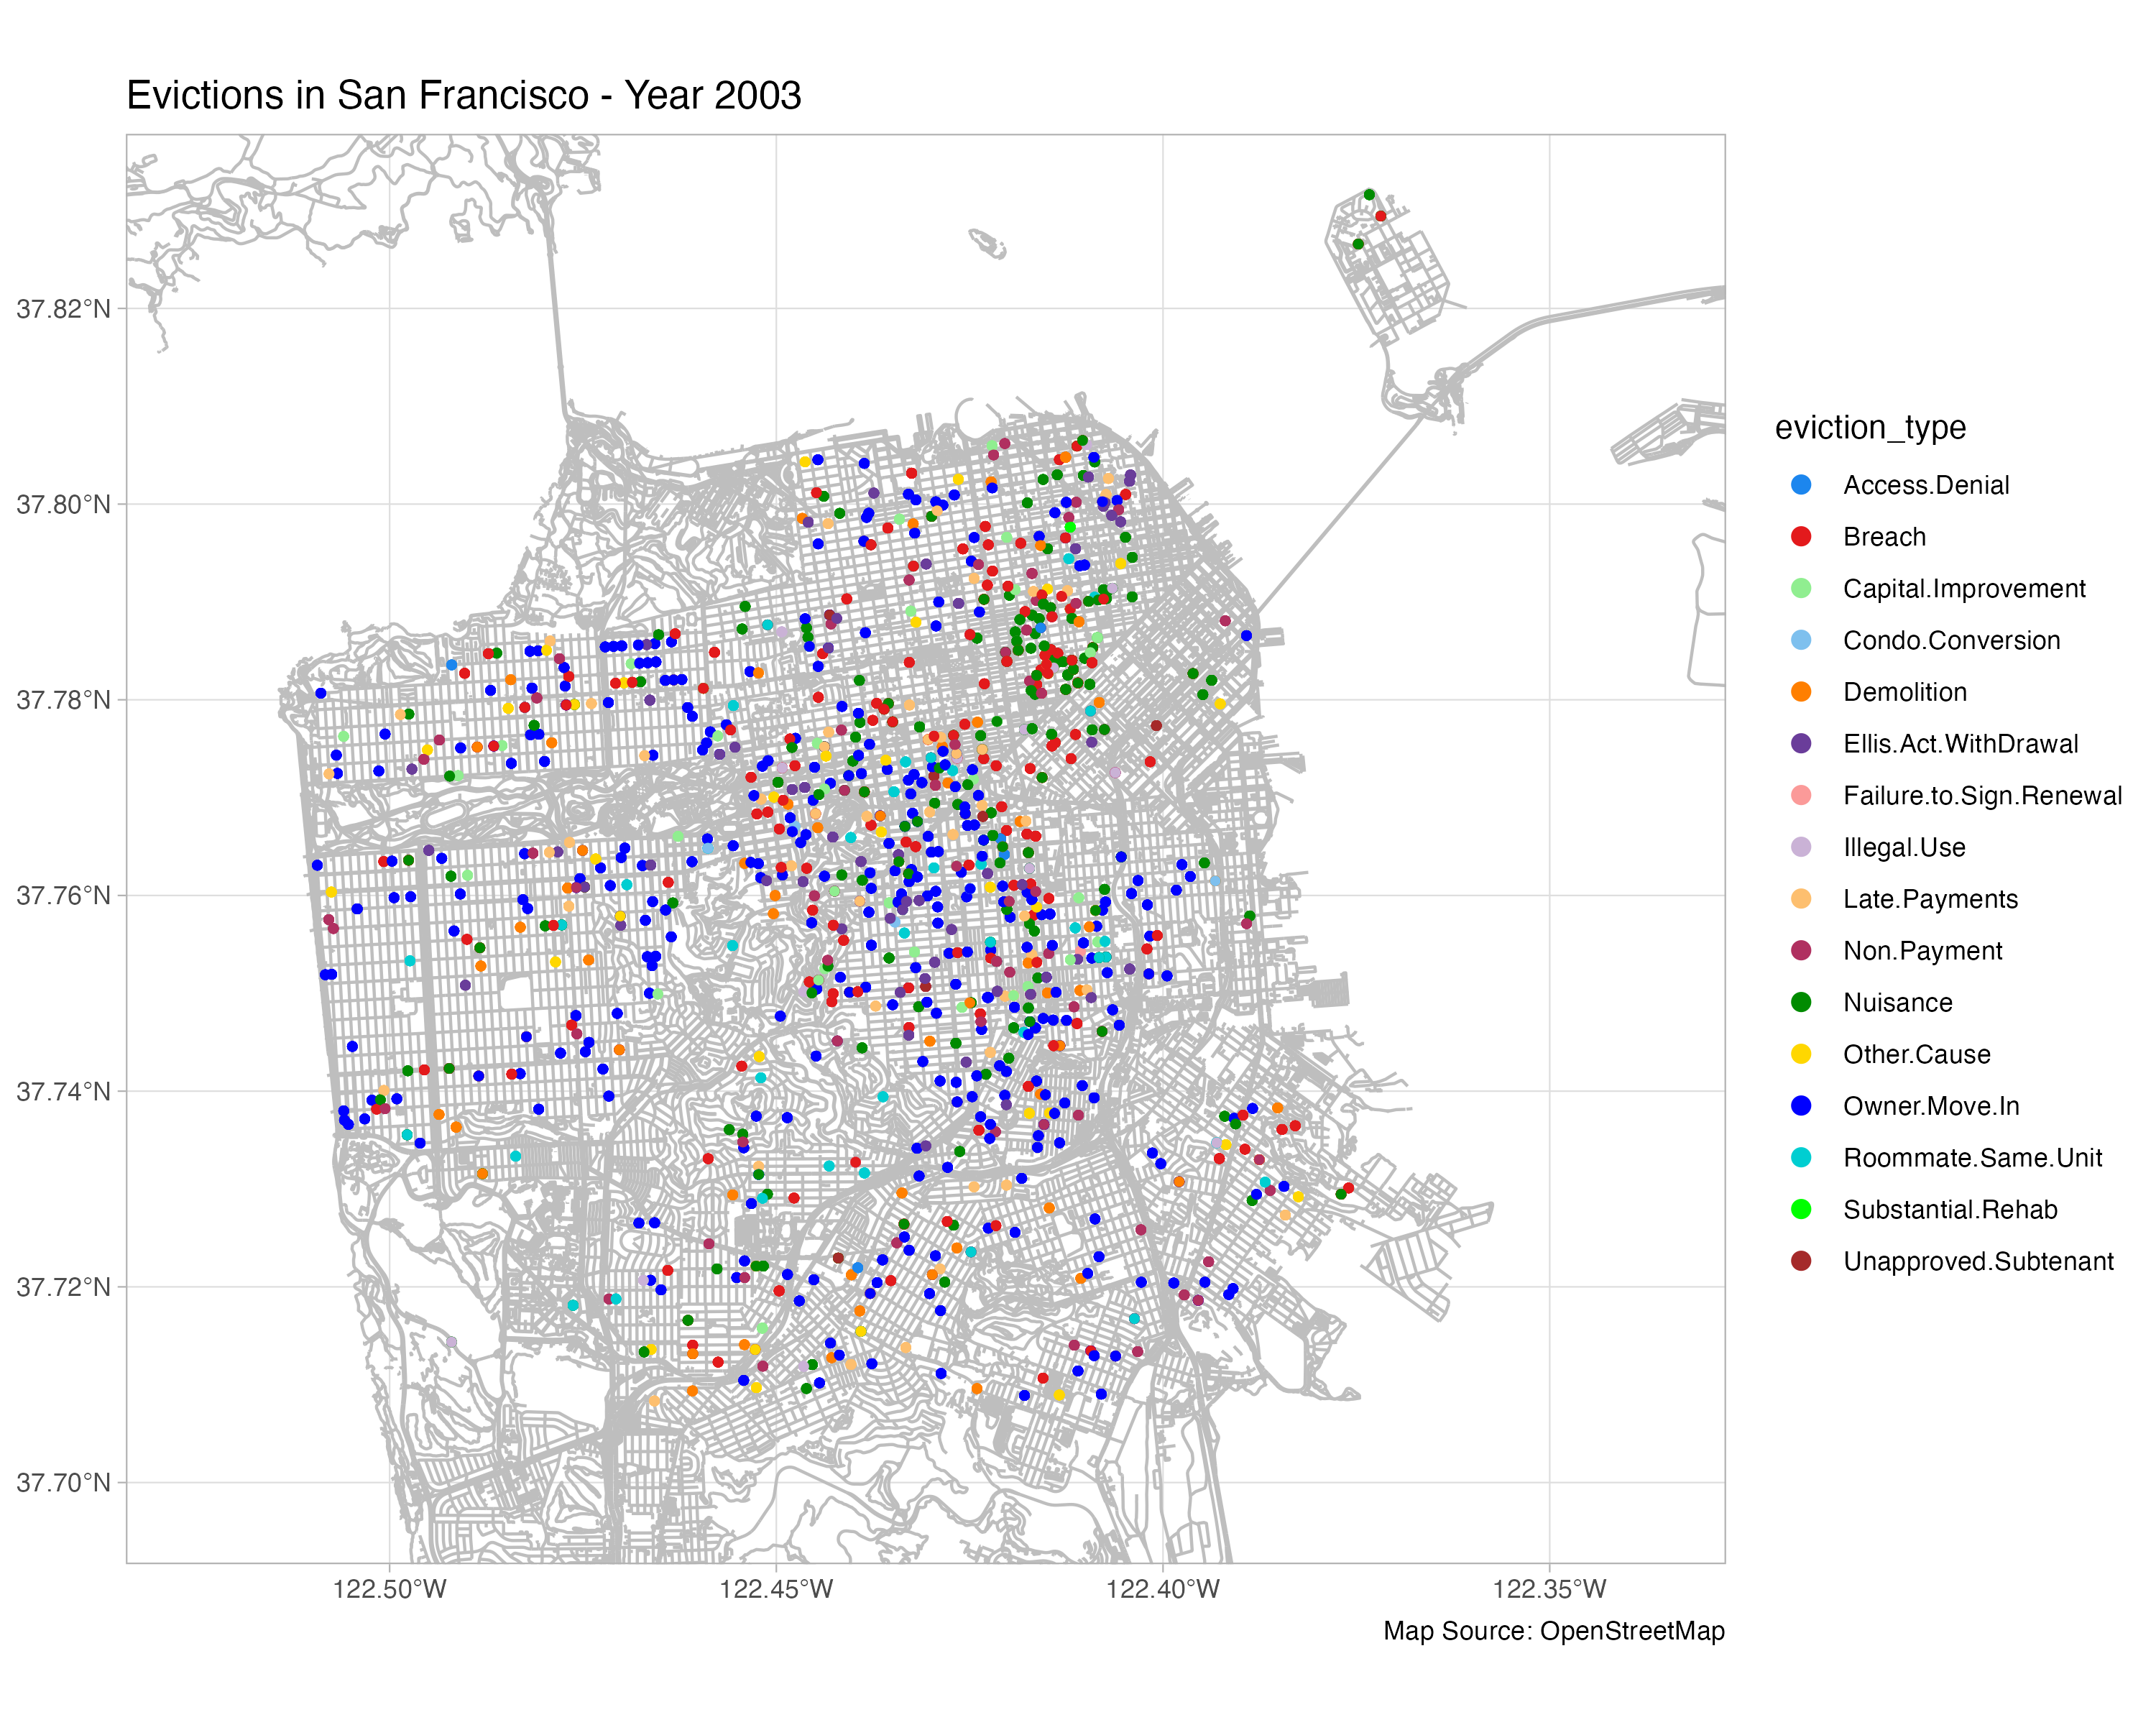 Evictions in San Francisco - Year 2003
37.82°N
37.80°N
37.78°N
37.76°N
37.74°N
37.72°N
37.70°N
122.50°W
122.45°W
122.40°W
122.35°W
Map Source: OpenStreetMap
eviction_type
Access.Denial
Breach
Capital.Improvement
Condo.Conversion
Demolition
Ellis.Act.WithDrawal
Failure.to.Sign.Renewal
Illegal.Use
Late.Payments
Non.Payment
Nuisance
Other.Cause
Owner.Move.In
Roommate.Same.Unit
Substantial.Rehab
Unapproved.Subtenant